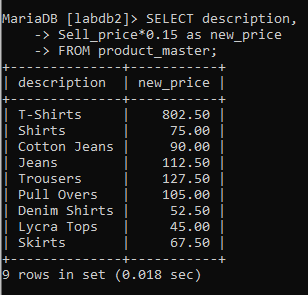 MariaDB [labdb2]> SELECT description,
    -> Sell_price*0.15 as new_price
    -> FROM product_master;
+--------------+-----------+
| description  | new_price |
+--------------+-----------+
| T-Shirts     |    802.50 |
| Shirts       |     75.00 |
| Cotton Jeans |     90.00 |
| Jeans        |    112.50 |
| Trousers     |    127.50 |
| Pull Overs   |    105.00 |
| Denim Shirts |     52.50 |
| Lycra Tops   |     45.00 |
| Skirts       |     67.50 |
+--------------+-----------+
9 rows in set (0.018 sec)